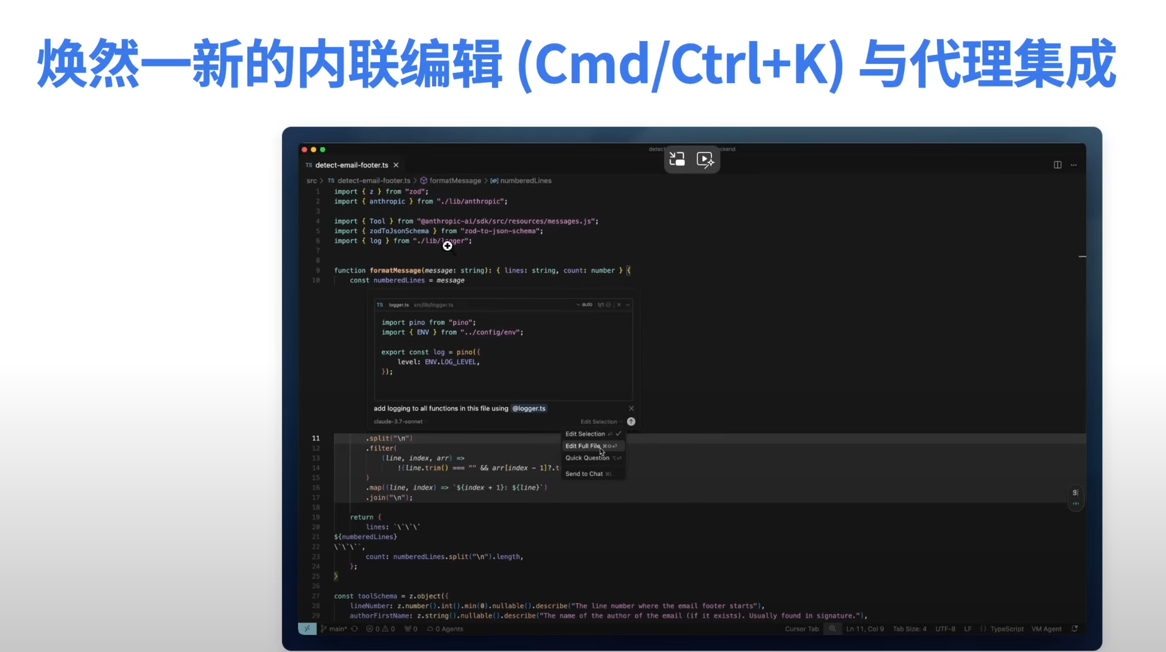 焕然一新的内联编辑 (Cmd/Ctrl+K) 与代理集成
TS detect-email-footer.ts
src > TS detect-email-footer.ts > formatMessage > numberedLines
1 import { z } from "zod";
2 import { anthropic } from "./lib/anthropic";
3
4 import { Tool } from "@anthropic-ai/sdk/src/resources/messages.js";
5 import { zodToJsonSchema } from "zod-to-json-schema";
6 import { log } from "./lib/logger";
7
8
9 function formatMessage(message: string): { lines: string, count: number } {
10 const numberedLines = message
TS logger.ts src/lib/logger.ts
import pino from "pino";
import { ENV } from "../config/env";
export const log = pino({
level: ENV.LOG_LEVEL,
});
add logging to all functions in this file using @logger.ts
claude-3.7-sonnet Edit Selection
Edit Selection
Edit Full File
Quick Question
Send to Chat
11 .split("\n")
12 .filter(
13 (line, index, arr) =>
14 !(line.trim() === "" && arr[index - 1]?.t
15 )
16 .map((line, index) => `${index + 1}: ${line}`)
17 .join("\n");
18
19 return {
20 lines: `\`\`\`
21 ${numberedLines}
22 \`\`\``,
23 count: numberedLines.split("\n").length,
24 };
25 }
26
27 const toolSchema = z.object({
28 lineNumber: z.number().int().min(0).nullable().describe("The line number where the email footer starts"),
29 authorFirstName: z.string().nullable().describe("The name of the author of the email (if it exists). Usually found in signature."),
main* 0 0 0 0 Agents Cursor Tab Ln 11, Col 9 Tab Size: 4 UTF-8 LF TypeScript VM Agent